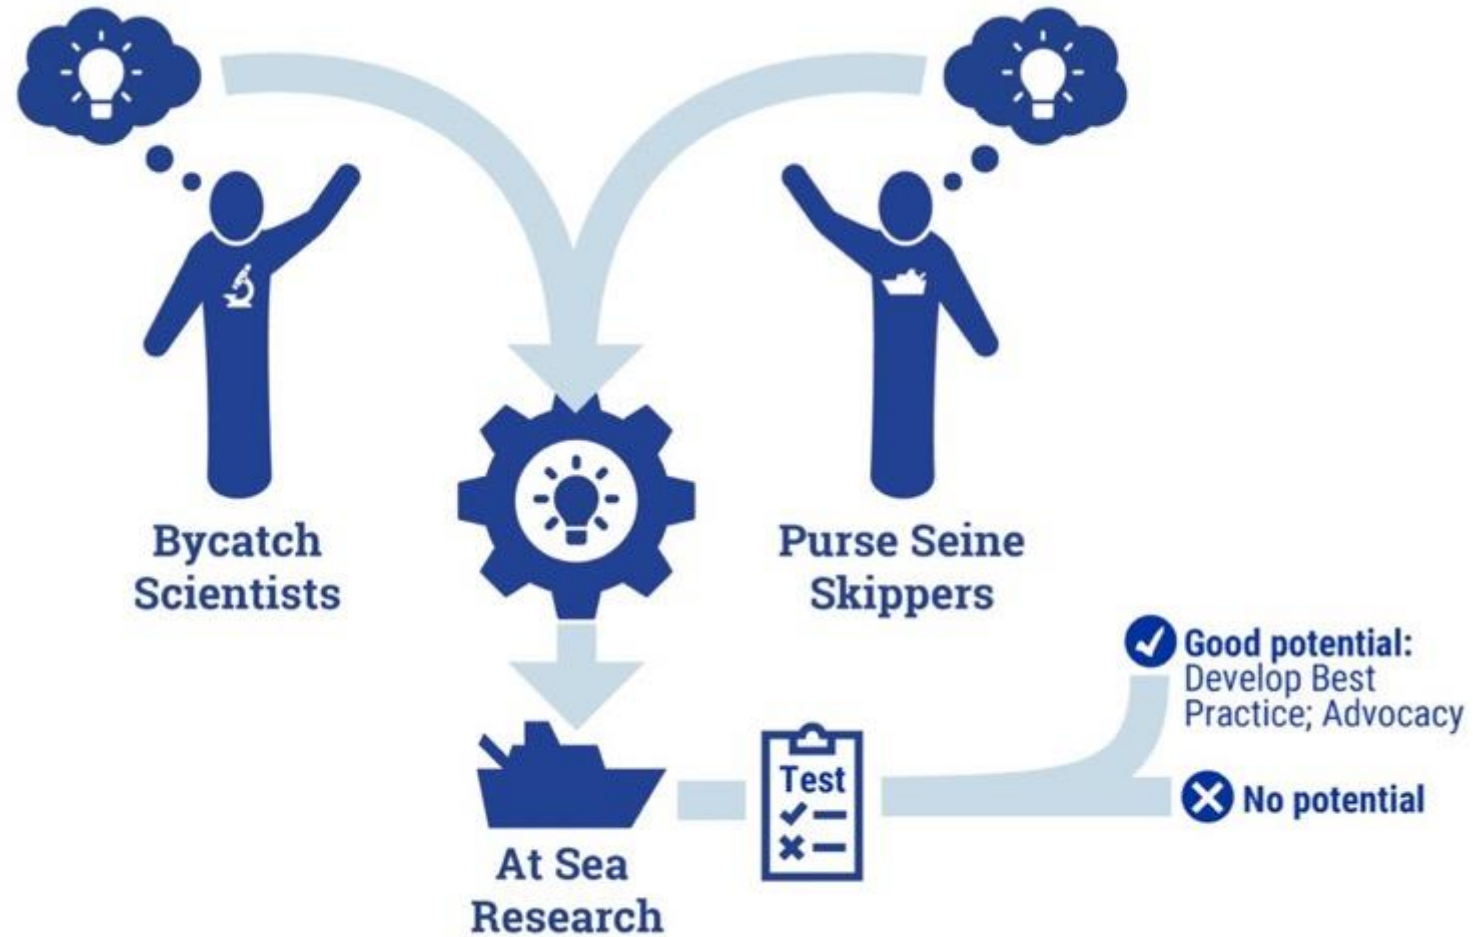 Bycatch
Scientists
Purse Seine
Skippers
Good potential:
Develop Best
Practice; Advocacy
Test
No potential
At Sea
Research